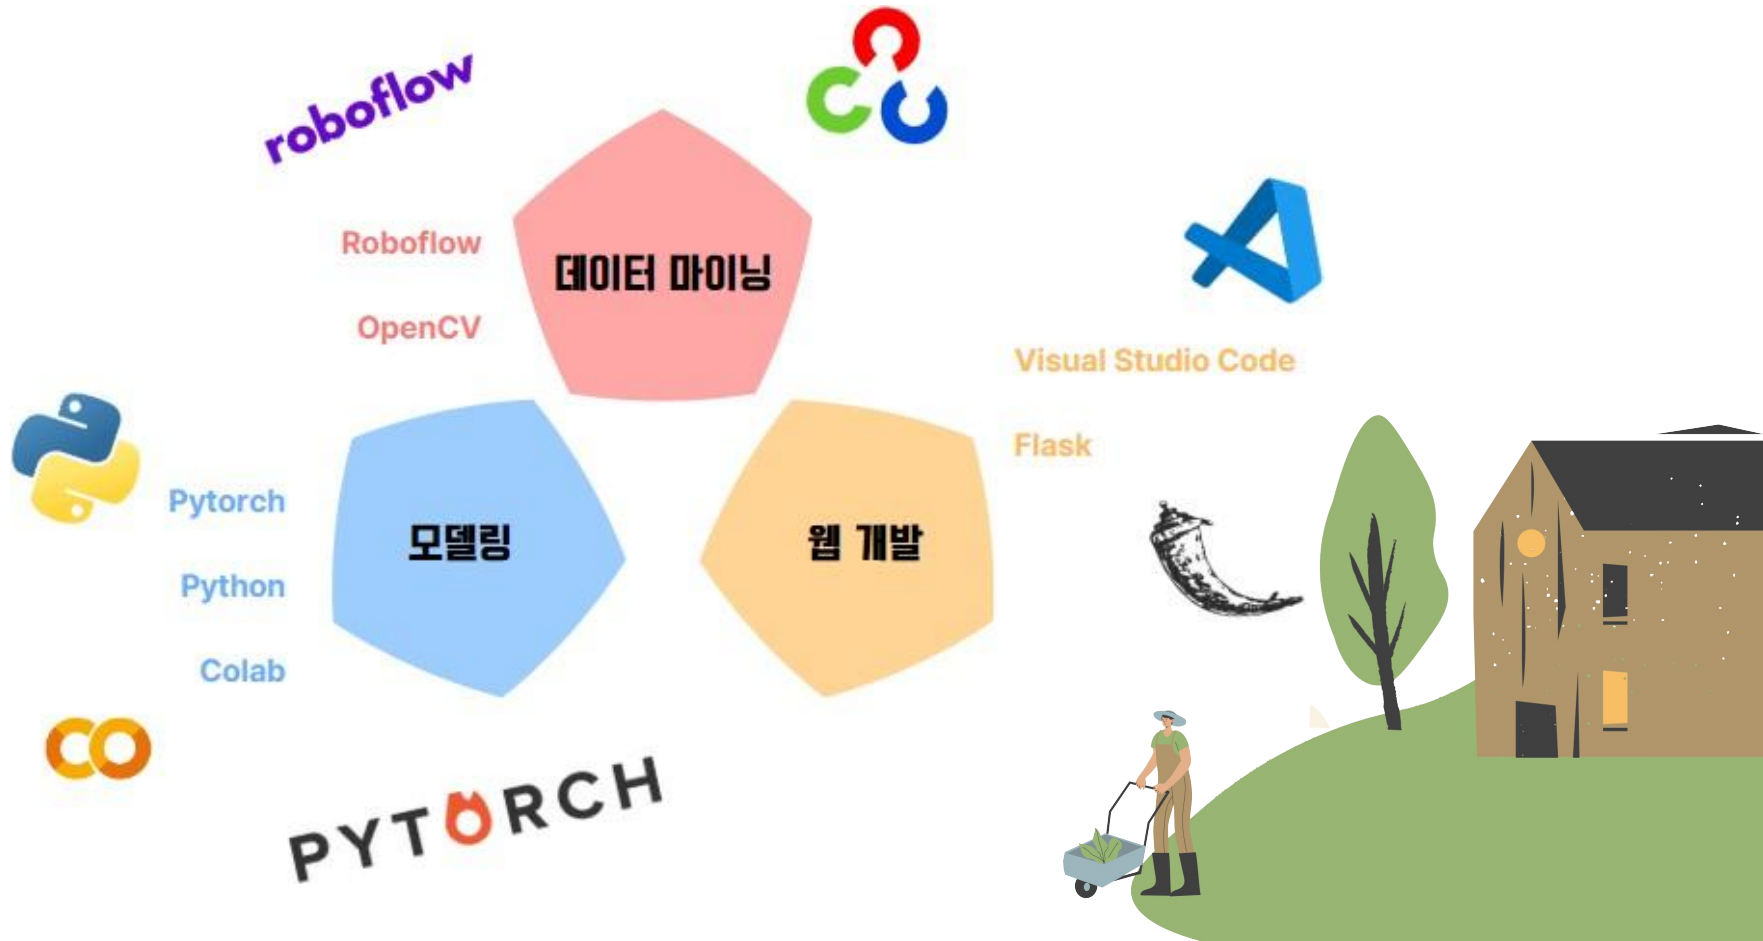 roboflow
Roboflow
OpenCV
데이터 마이닝
Visual Studio Code
Flask
Pytorch
Python
Colab
모델링
웹 개발
PYTORCH